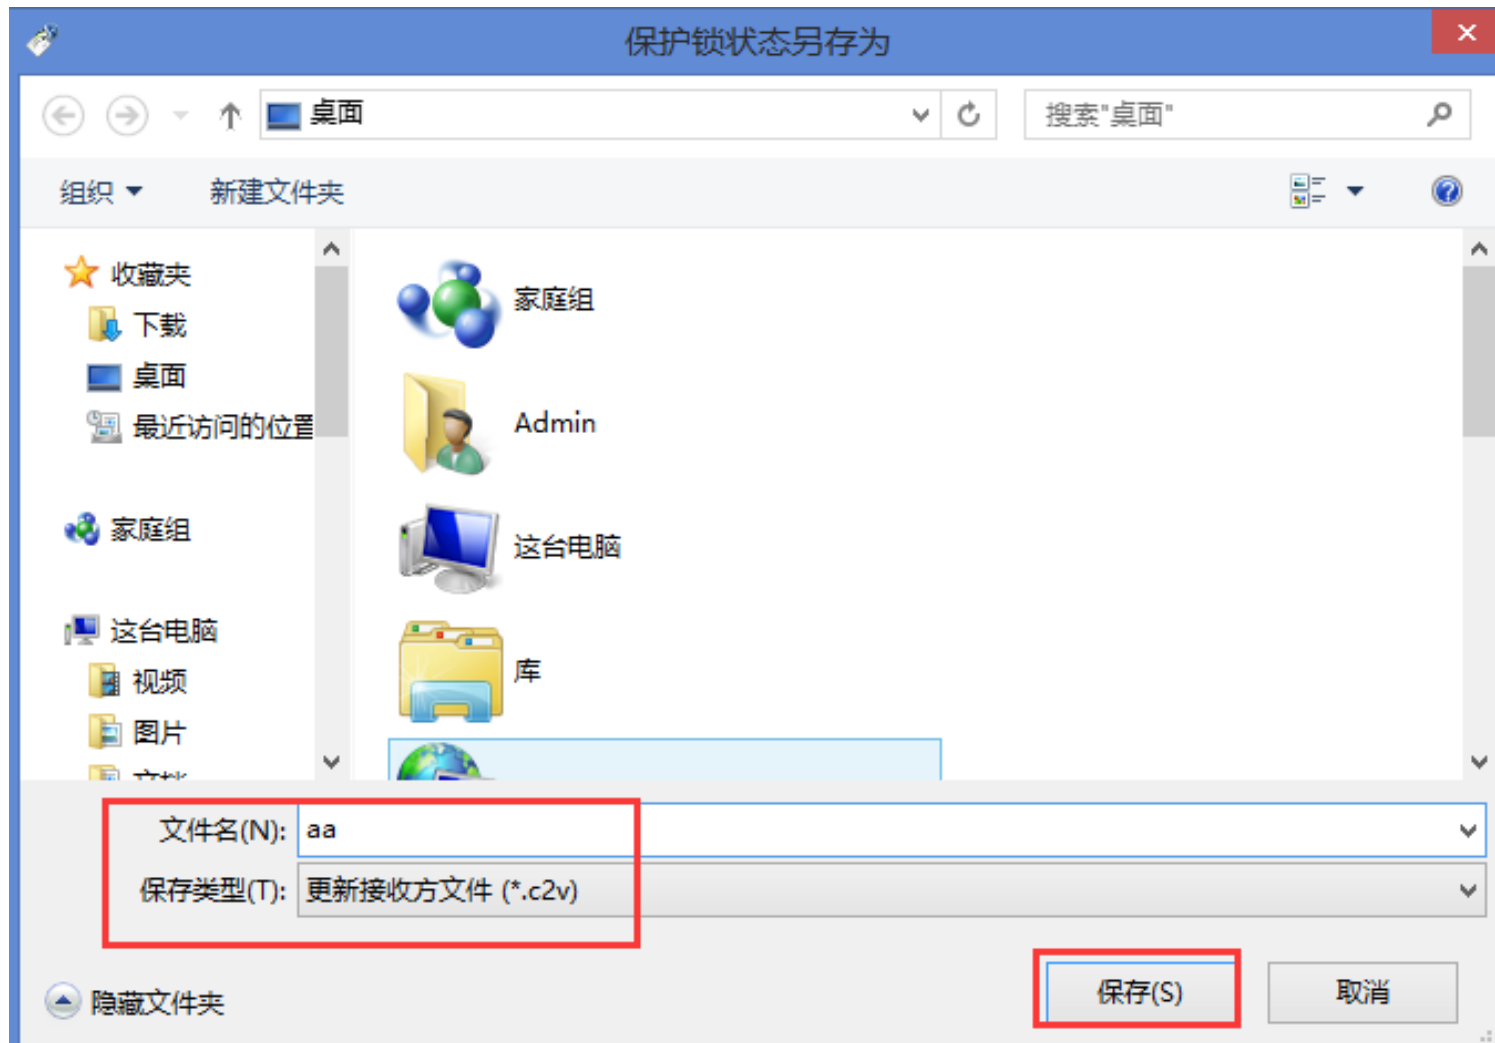 保护锁状态另存为
桌面
搜索"桌面"
组织
新建文件夹
收藏夹
下载
桌面
最近访问的位置
家庭组
这台电脑
视频
图片
文档
家庭组
Admin
这台电脑
库
文件名(N): aa
保存类型(T): 更新接收方文件 (*.c2v)
隐藏文件夹
保存(S)
取消